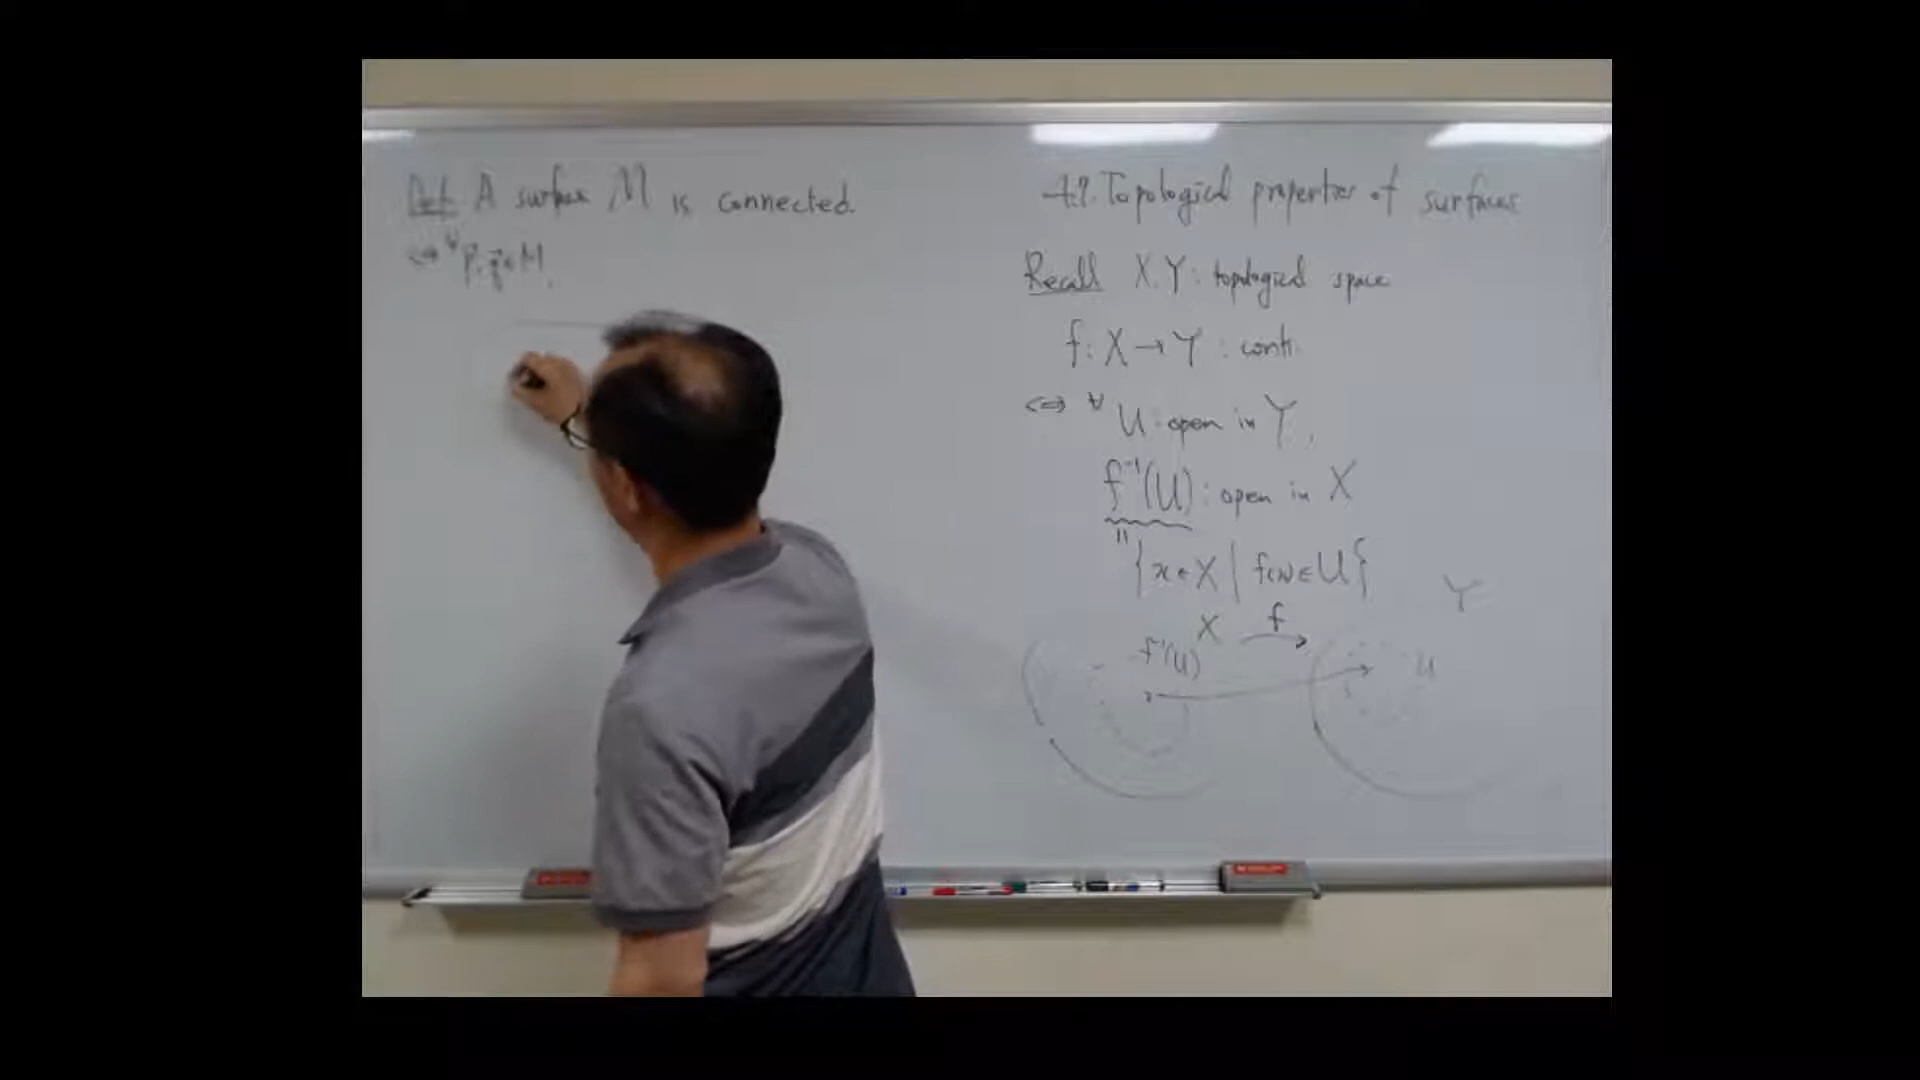 Def. A surface M is connected.
⇔ ∀ p, q ∈ M,
4.7. Topological properties of surfaces
Recall X, Y : topological space
f : X → Y : conti.
⇔ ∀ U : open in Y,
f⁻¹(U) : open in X
"
{x ∈ X | f(x) ∈ U}
X f Y
f⁻¹(U) U